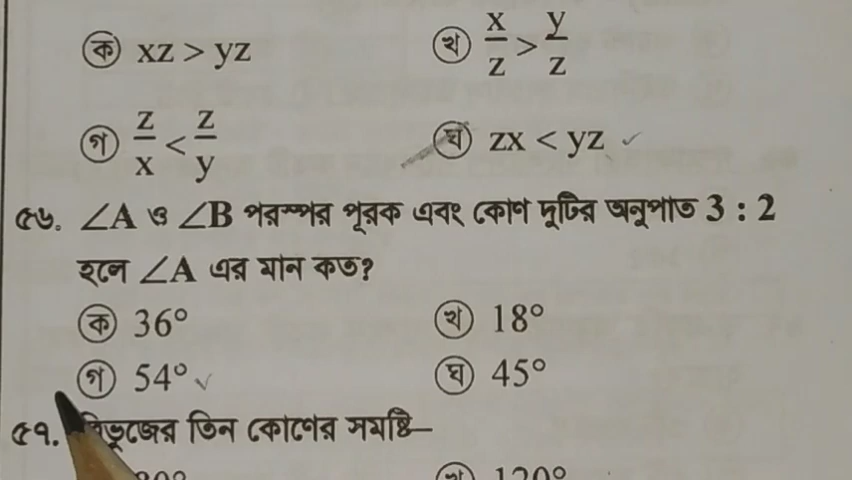 ক xz > yz খ x/z > y/z
গ z/x < z/y ঘ zx < yz
৫৬. ∠A ও ∠B পরস্পর পূরক এবং কোণ দুটির অনুপাত 3 : 2
হলে ∠A এর মান কত?
ক 36° খ 18°
গ 54° ঘ 45°
৫৭. ত্রিভুজের তিন কোণের সমষ্টি—
খ 120°